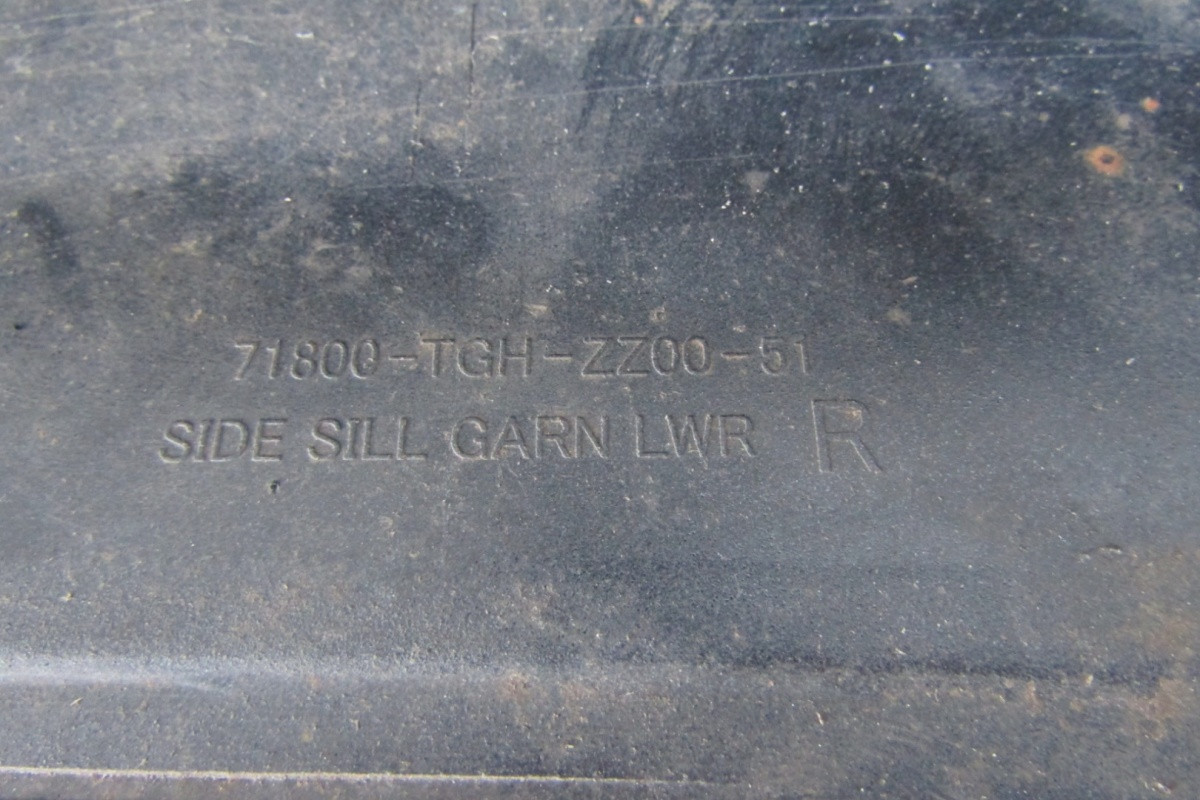 71800-TGH-ZZ00-51
SIDE SILL GARN LWR R